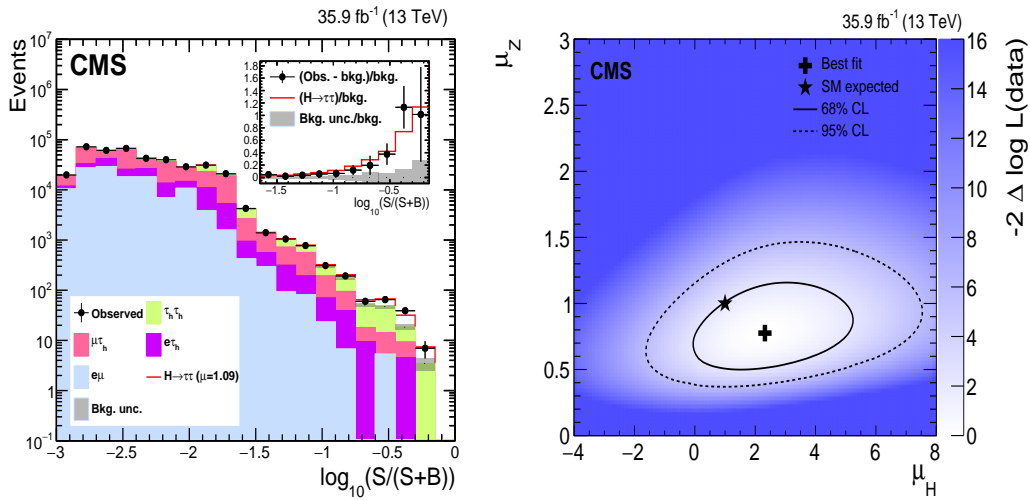 35.9 fb⁻¹ (13 TeV)
Events
10⁷
10⁶
10⁵
10⁴
10³
10²
10
1
10⁻¹
CMS
1.8
1.6
1.4
1.2
1
0.8
0.6
0.4
0.2
0
(Obs. - bkg.)/bkg.
(H→ττ)/bkg.
Bkg. unc./bkg.
−1.5 −1 −0.5
log₁₀(S/(S+B))
Observed
τₕτₕ
μτₕ
eτₕ
eμ
H→ττ (μ=1.09)
Bkg. unc.
−3 −2.5 −2 −1.5 −1 −0.5 0
log₁₀(S/(S+B))
35.9 fb⁻¹ (13 TeV)
μ_Z
3
2.5
2
1.5
1
0.5
0
CMS
Best fit
SM expected
68% CL
95% CL
−4 −2 0 2 4 6 8
μ_H
16
14
12
10
8
6
4
2
0
-2 Δ log L(data)